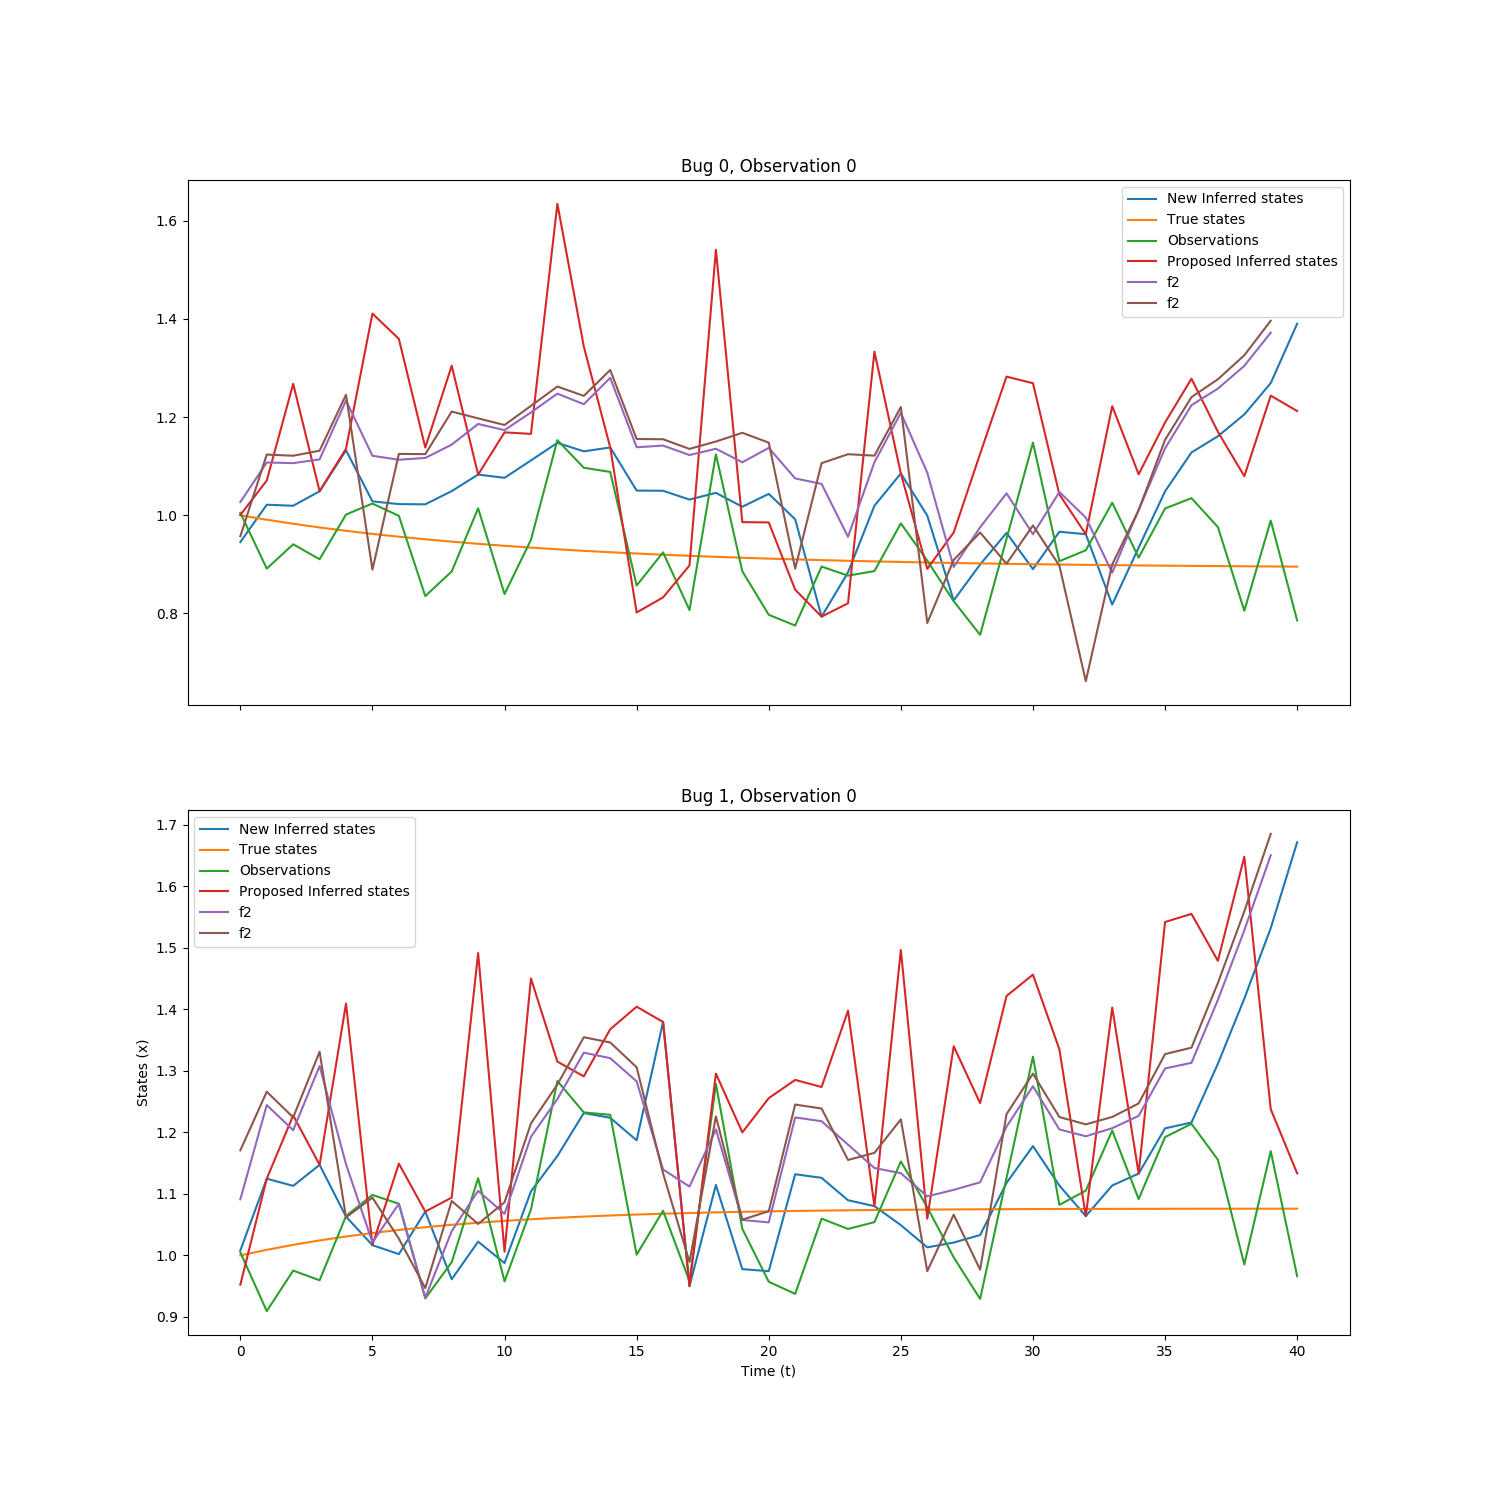 Bug 0, Observation 0
New Inferred states
True states
Observations
Proposed Inferred states
f2
f2
1.6
1.4
1.2
1.0
0.8
Bug 1, Observation 0
New Inferred states
True states
Observations
Proposed Inferred states
f2
f2
1.7
1.6
1.5
1.4
1.3
1.2
1.1
1.0
0.9
States (x)
0 5 10 15 20 25 30 35 40
Time (t)